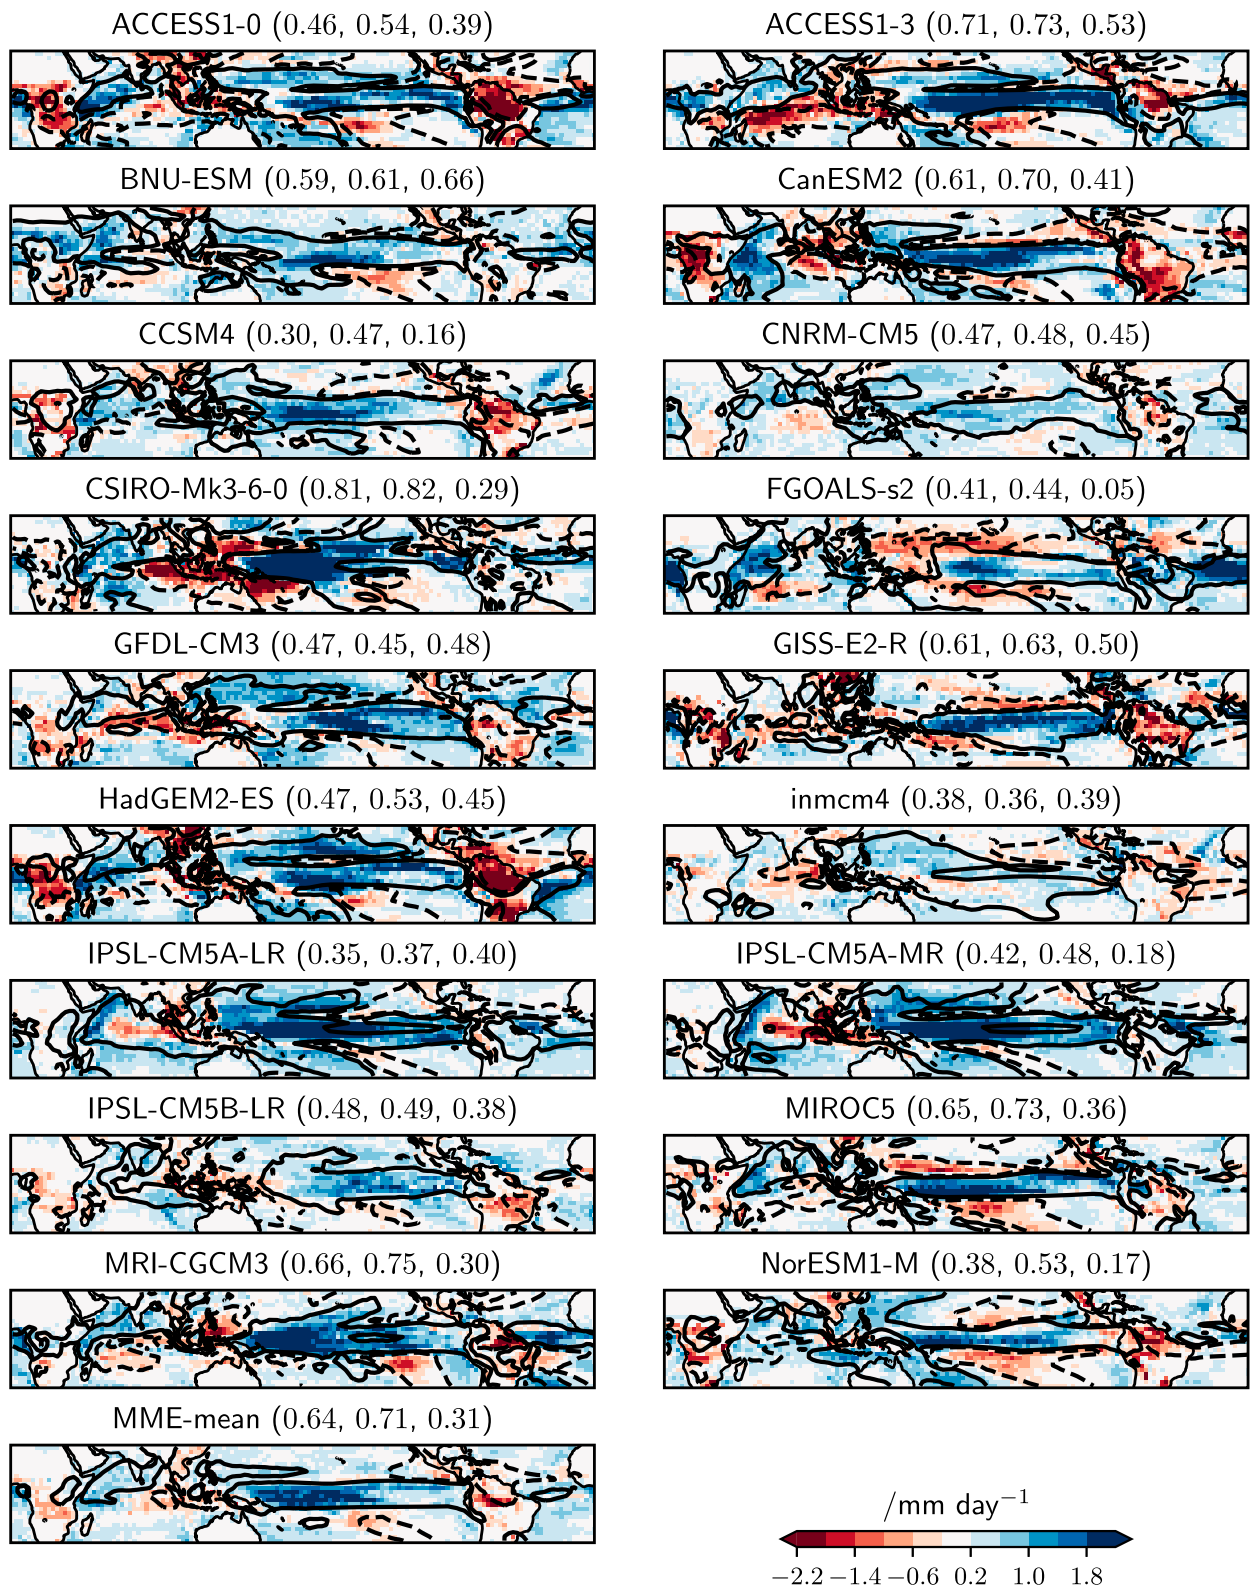 ACCESS1-0 (0.46, 0.54, 0.39)
ACCESS1-3 (0.71, 0.73, 0.53)
BNU-ESM (0.59, 0.61, 0.66)
CanESM2 (0.61, 0.70, 0.41)
CCSM4 (0.30, 0.47, 0.16)
CNRM-CM5 (0.47, 0.48, 0.45)
CSIRO-Mk3-6-0 (0.81, 0.82, 0.29)
FGOALS-s2 (0.41, 0.44, 0.05)
GFDL-CM3 (0.47, 0.45, 0.48)
GISS-E2-R (0.61, 0.63, 0.50)
HadGEM2-ES (0.47, 0.53, 0.45)
inmcm4 (0.38, 0.36, 0.39)
IPSL-CM5A-LR (0.35, 0.37, 0.40)
IPSL-CM5A-MR (0.42, 0.48, 0.18)
IPSL-CM5B-LR (0.48, 0.49, 0.38)
MIROC5 (0.65, 0.73, 0.36)
MRI-CGCM3 (0.66, 0.75, 0.30)
NorESM1-M (0.38, 0.53, 0.17)
MME-mean (0.64, 0.71, 0.31)
/mm day⁻¹
−2.2 −1.4 −0.6 0.2 1.0 1.8